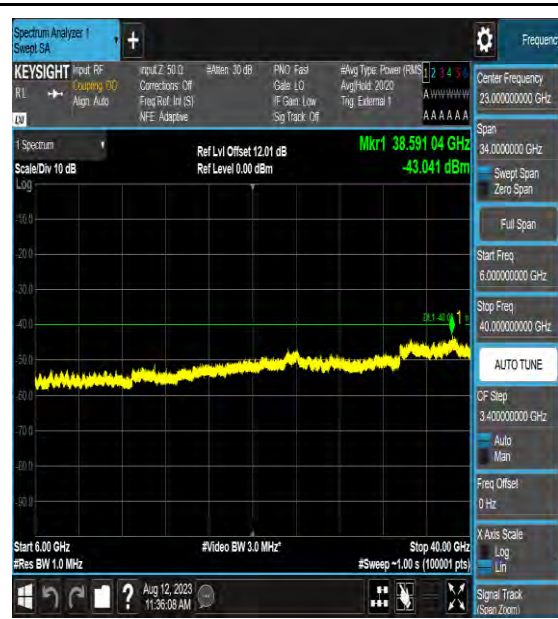 Spectrum Analyzer 1
Swept SA
+
Frequenc
KEYSIGHT
Input: RF
Input Z: 50 Ω
#Atten: 30 dB
PNO: Fast
#Avg Type: Power (RMS
1 2 3 4 5 6
RL
Coupling: DC
Corrections: Off
Gate: LO
Avg|Hold: 20/20
A W W W W W
Align: Auto
Freq Ref: Int (S)
IF Gain: Low
Trig: External 1
NFE: Adaptive
Sig Track: Off
A A A A A A
LW
Center Frequency
23.000000000 GHz
Span
34.0000000 GHz
Swept Span
Zero Span
Full Span
Start Freq
6.000000000 GHz
Stop Freq
40.000000000 GHz
AUTO TUNE
CF Step
3.400000000 GHz
Auto
Man
Freq Offset
0 Hz
X Axis Scale
Log
Lin
Signal Track
(Span Zoom)
1 Spectrum
Ref Lvl Offset 12.01 dB
Mkr1 38.591 04 GHz
Scale/Div 10 dB
Ref Level 0.00 dBm
-43.041 dBm
Log
-10.0
-20.0
-30.0
-40.0
1
-50.0
-60.0
-70.0
-80.0
-90.0
Start 6.00 GHz
#Video BW 3.0 MHz*
Stop 40.00 GHz
#Res BW 1.0 MHz
#Sweep ~1.00 s (100001 pts)
?
Aug 12, 2023
11:36:08 AM